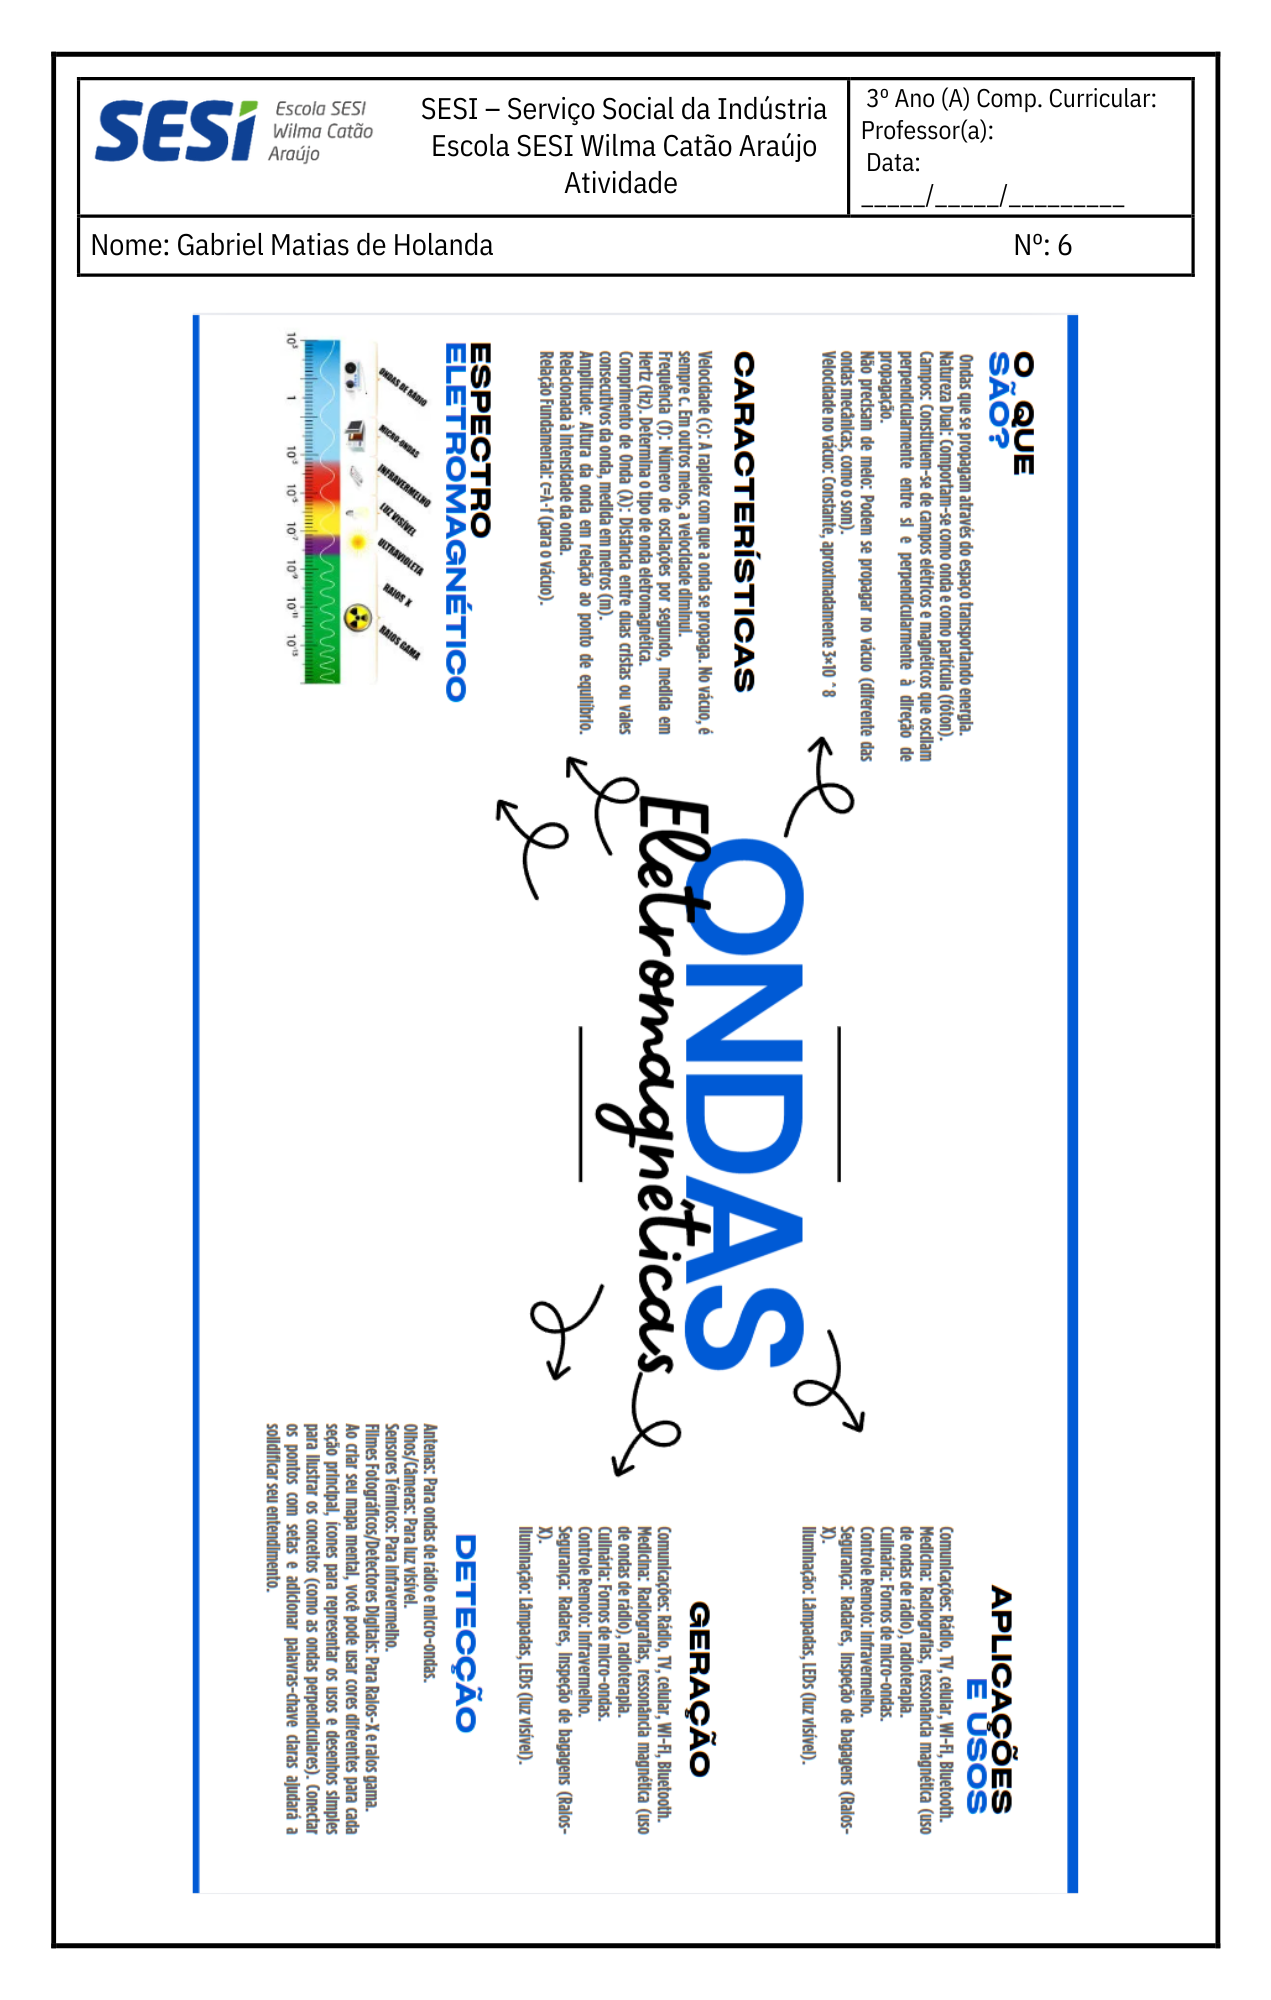 SESI
Escola SESI
Wilma Catão
Araújo
SESI – Serviço Social da Indústria
Escola SESI Wilma Catão Araújo
Atividade
3º Ano (A) Comp. Curricular:
Professor(a):
Data:
_____/_____/_________
Nome: Gabriel Matias de Holanda Nº: 6
O QUE
SÃO?
Ondas que se propagam através do espaço transportando energia.
Natureza Dual: Comportam-se como onda e como partícula (fóton).
Campos: Constituem-se de campos elétricos e magnéticos que oscilam
perpendicularmente entre si e perpendicularmente à direção de
propagação.
Não precisam de meio: Podem se propagar no vácuo (diferente das
ondas mecânicas, como o som).
Velocidade no vácuo: Constante, aproximadamente 3×10 ^8
CARACTERÍSTICAS
Velocidade (c): A rapidez com que a onda se propaga. No vácuo, é
sempre c. Em outros meios, a velocidade diminui.
Frequência (f): Número de oscilações por segundo, medida em
Hertz (Hz). Determina o tipo de onda eletromagnética.
Comprimento de Onda (λ): Distância entre duas cristas ou vales
consecutivos da onda, medida em metros (m).
Amplitude: Altura da onda em relação ao ponto de equilíbrio.
Relacionada à intensidade da onda.
Relação Fundamental: c=λ⋅f (para o vácuo).
ESPECTRO
ELETROMAGNÉTICO
ONDAS DE RÁDIO
MICRO-ONDAS
INFRAVERMELHO
LUZ VISÍVEL
ULTRAVIOLETA
RAIOS X
RAIOS GAMA
10³ 1 10⁻³ 10⁻⁵ 10⁻⁷ 10⁻⁹ 10⁻¹¹ 10⁻¹³
ONDAS
Eletromagnéticas
APLICAÇÕES
E USOS
Comunicações: Rádio, TV, celular, Wi-Fi, Bluetooth.
Medicina: Radiografias, ressonância magnética (uso
de ondas de rádio), radioterapia.
Culinária: Fornos de micro-ondas.
Controle Remoto: Infravermelho.
Segurança: Radares, inspeção de bagagens (Raios-
X).
Iluminação: Lâmpadas, LEDs (luz visível).
GERAÇÃO
Comunicações: Rádio, TV, celular, Wi-Fi, Bluetooth.
Medicina: Radiografias, ressonância magnética (uso
de ondas de rádio), radioterapia.
Culinária: Fornos de micro-ondas.
Controle Remoto: Infravermelho.
Segurança: Radares, inspeção de bagagens (Raios-
X).
Iluminação: Lâmpadas, LEDs (luz visível).
DETECÇÃO
Antenas: Para ondas de rádio e micro-ondas.
Olhos/Câmeras: Para luz visível.
Sensores Térmicos: Para infravermelho.
Filmes Fotográficos/Detectores Digitais: Para Raios-X e raios gama.
Ao criar seu mapa mental, você pode usar cores diferentes para cada
seção principal, ícones para representar os usos e desenhos simples
para ilustrar os conceitos (como as ondas perpendiculares). Conectar
os pontos com setas e adicionar palavras-chave claras ajudará a
solidificar seu entendimento.